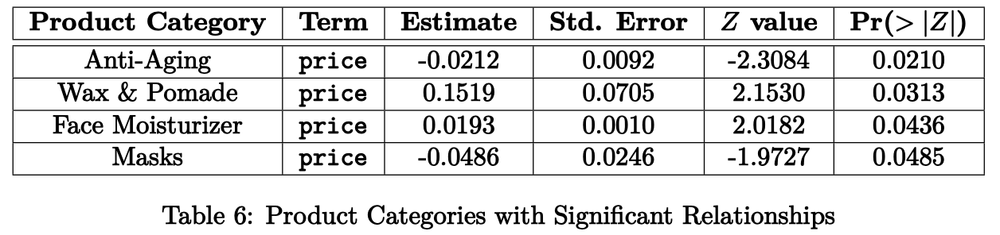 Product Category Term Estimate Std. Error Z value Pr(> |Z|)
Anti-Aging price -0.0212 0.0092 -2.3084 0.0210
Wax & Pomade price 0.1519 0.0705 2.1530 0.0313
Face Moisturizer price 0.0193 0.0010 2.0182 0.0436
Masks price -0.0486 0.0246 -1.9727 0.0485
Table 6: Product Categories with Significant Relationships